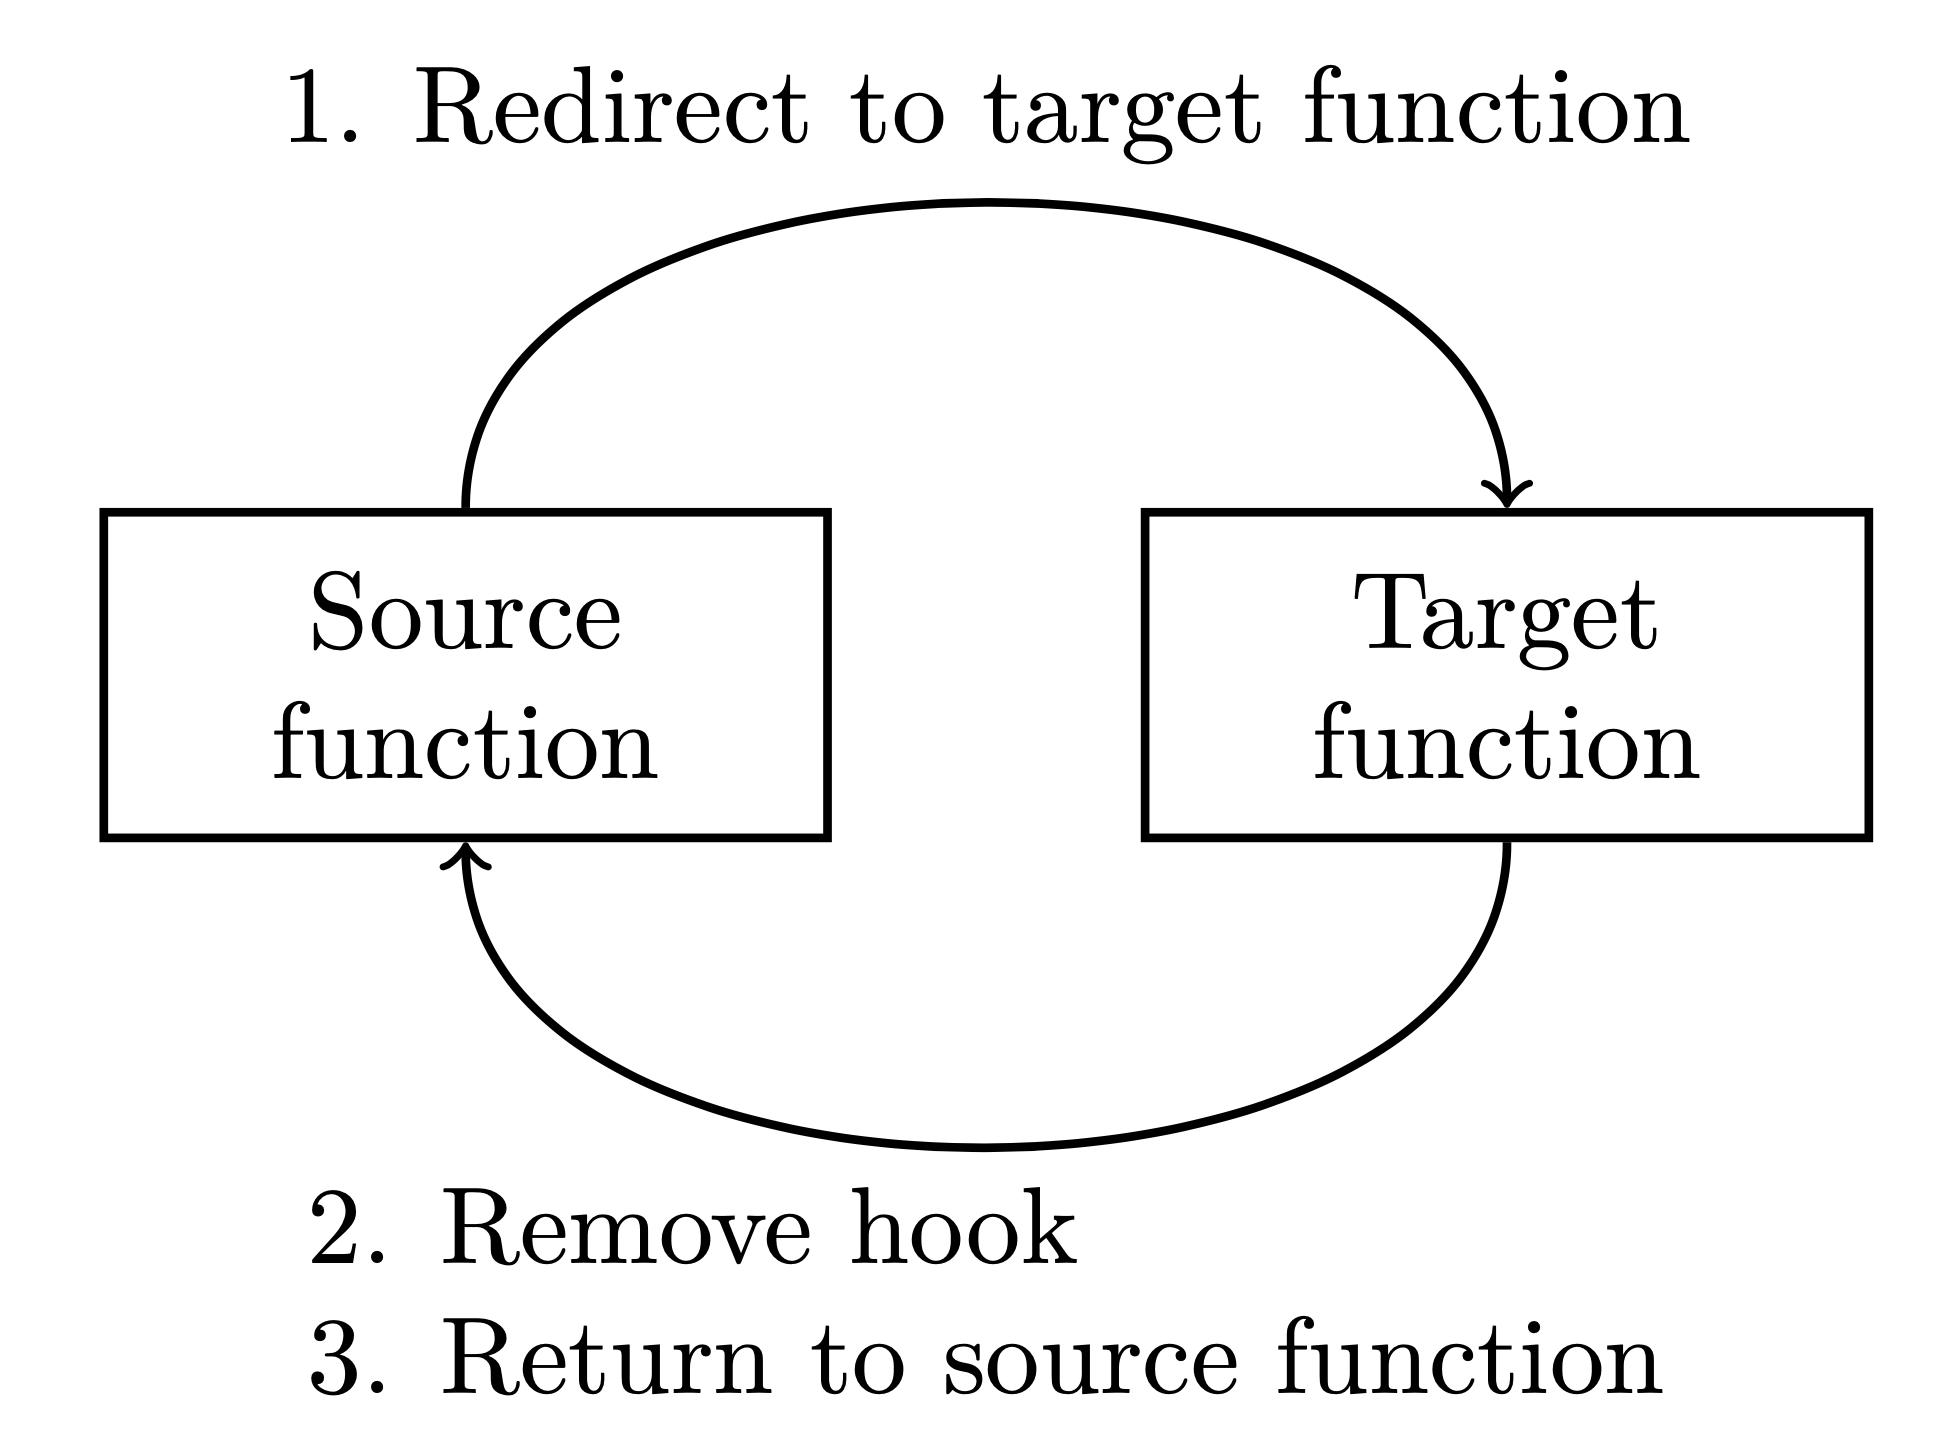 1. Redirect to target function
Source
function
Target
function
2. Remove hook
3. Return to source function